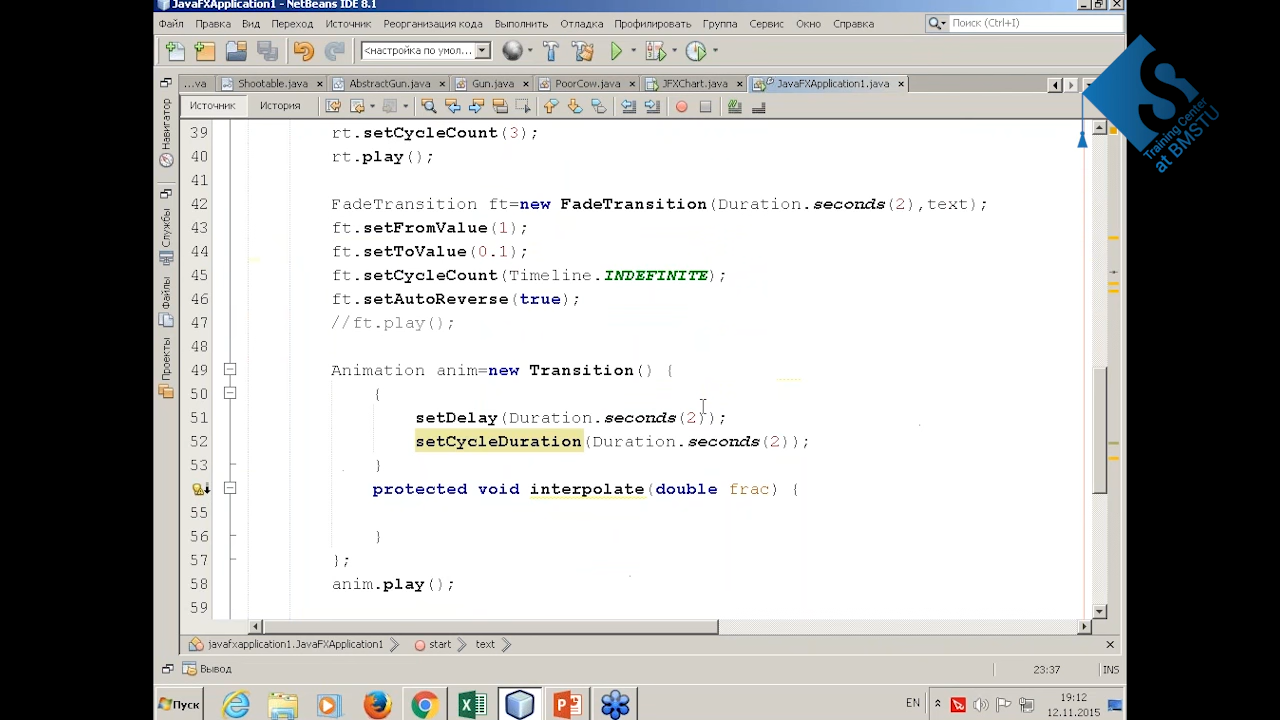 JavaFXApplication1 - NetBeans IDE 8.1
Файл Правка Вид Переход Источник Реорганизация кода Выполнить Отладка Профилировать Группа Сервис Окно Справка
Поиск (Ctrl+I)
<настройка по умол...
...va Shootable.java AbstractGun.java Gun.java PoorCow.java JFXChart.java JavaFXApplication1.java
Источник История
Training Center
at BMSTU
Навигатор
Службы
Файлы
Проекты
39 rt.setCycleCount(3);
40 rt.play();
41
42 FadeTransition ft=new FadeTransition(Duration.seconds(2),text);
43 ft.setFromValue(1);
44 ft.setToValue(0.1);
45 ft.setCycleCount(Timeline.INDEFINITE);
46 ft.setAutoReverse(true);
47 //ft.play();
48
49 Animation anim=new Transition() {
50 {
51 setDelay(Duration.seconds(2));
52 setCycleDuration(Duration.seconds(2));
53 }
protected void interpolate(double frac) {
55
56 }
57 };
58 anim.play();
59
javafxapplication1.JavaFXApplication1 start text
Вывод
23:37 INS
Пуск
EN
19:12
12.11.2015